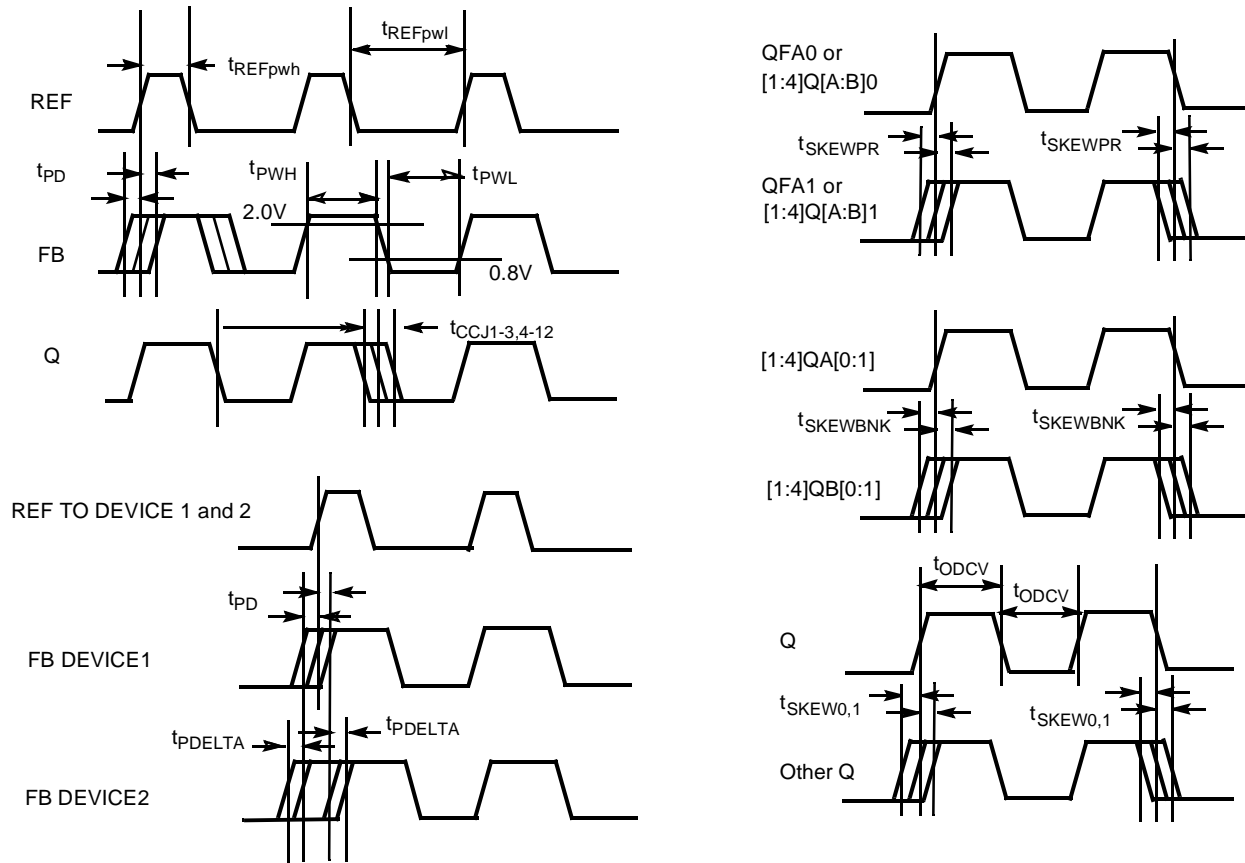 tREFpwl
tREFpwh
REF
tPD
tPWH
tPWL
2.0V
FB
0.8V
tCCJ1-3,4-12
Q
REF TO DEVICE 1 and 2
tPD
FB DEVICE1
tPDELTA
tPDELTA
FB DEVICE2
QFA0 or
[1:4]Q[A:B]0
tSKEWPR
tSKEWPR
QFA1 or
[1:4]Q[A:B]1
[1:4]QA[0:1]
tSKEWBNK
tSKEWBNK
[1:4]QB[0:1]
tODCV
tODCV
Q
tSKEW0,1
tSKEW0,1
Other Q